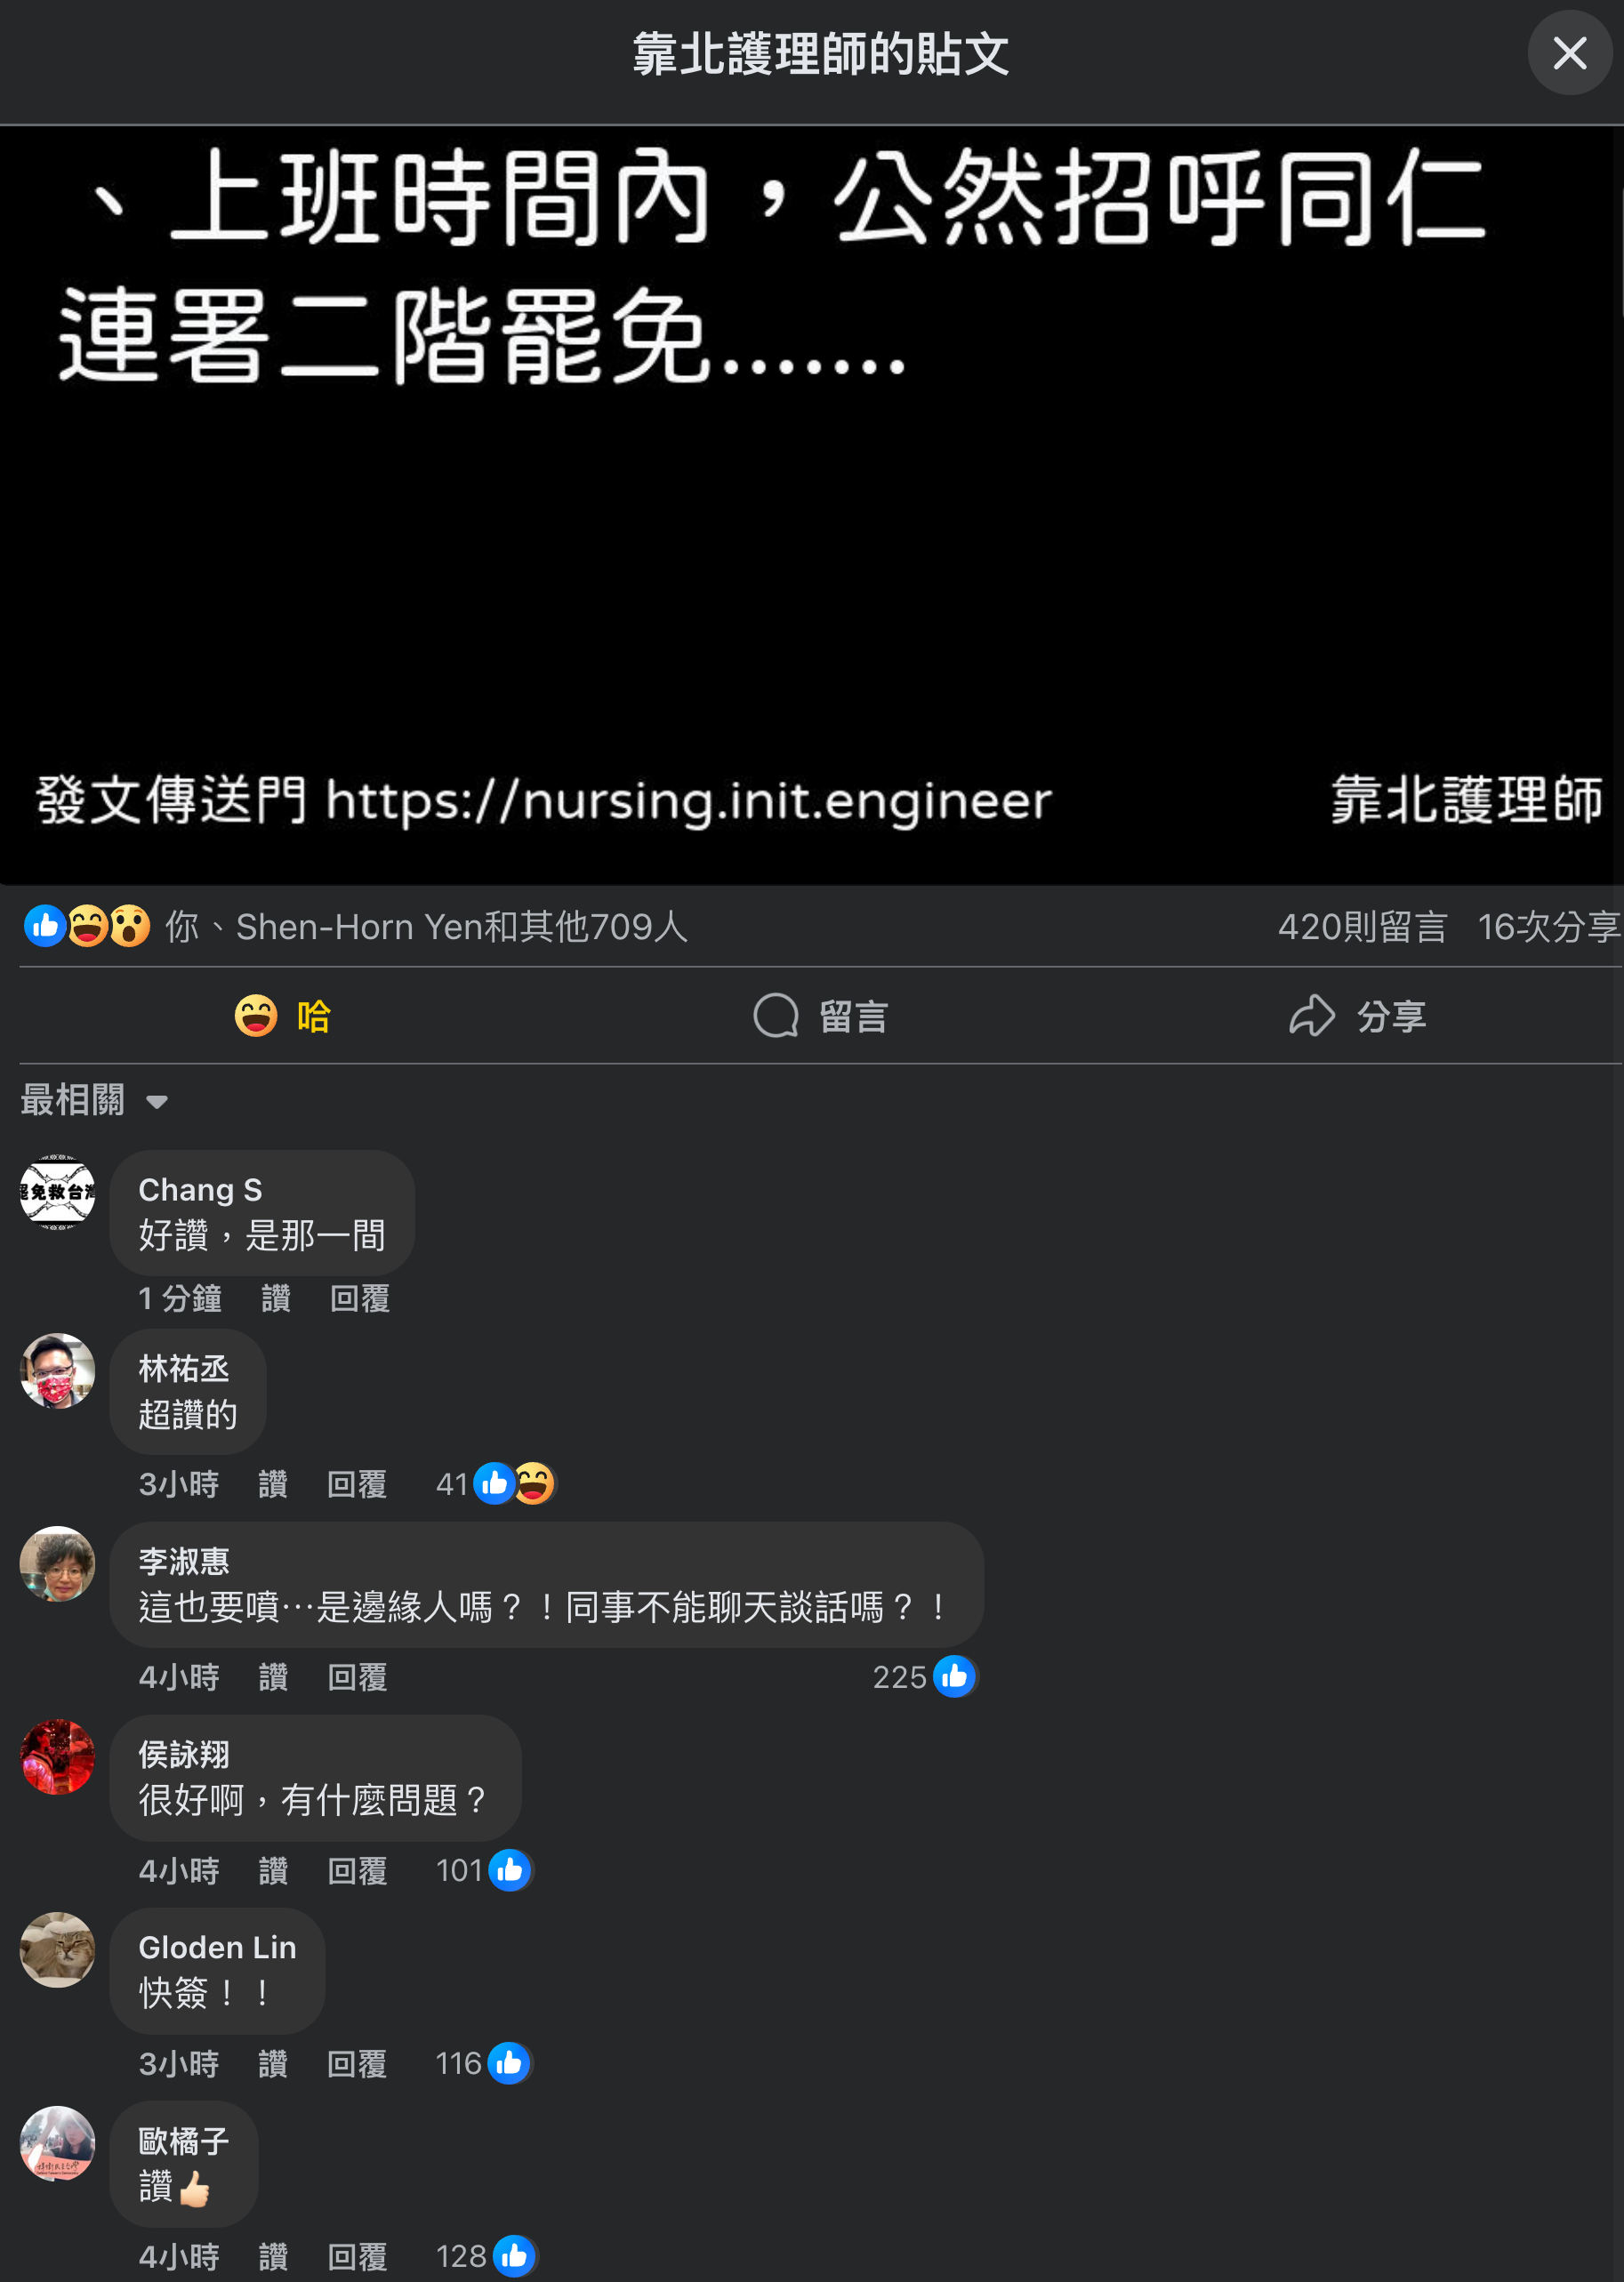 靠北護理師的貼文
、上班時間內，公然招呼同仁
連署二階罷免.......
發文傳送門 https://nursing.init.engineer
靠北護理師
你、Shen-Horn Yen和其他709人
420則留言 16次分享
哈
留言
分享
最相關
罷免救台灣
Chang S
好讚，是那一間
1 分鐘 讚 回覆
林祐丞
超讚的
3小時 讚 回覆 41
李淑惠
這也要噴…是邊緣人嗎？！同事不能聊天談話嗎？！
4小時 讚 回覆 225
侯詠翔
很好啊，有什麼問題？
4小時 讚 回覆 101
Gloden Lin
快簽！！
3小時 讚 回覆 116
歐橘子
讚👍🏻
4小時 讚 回覆 128